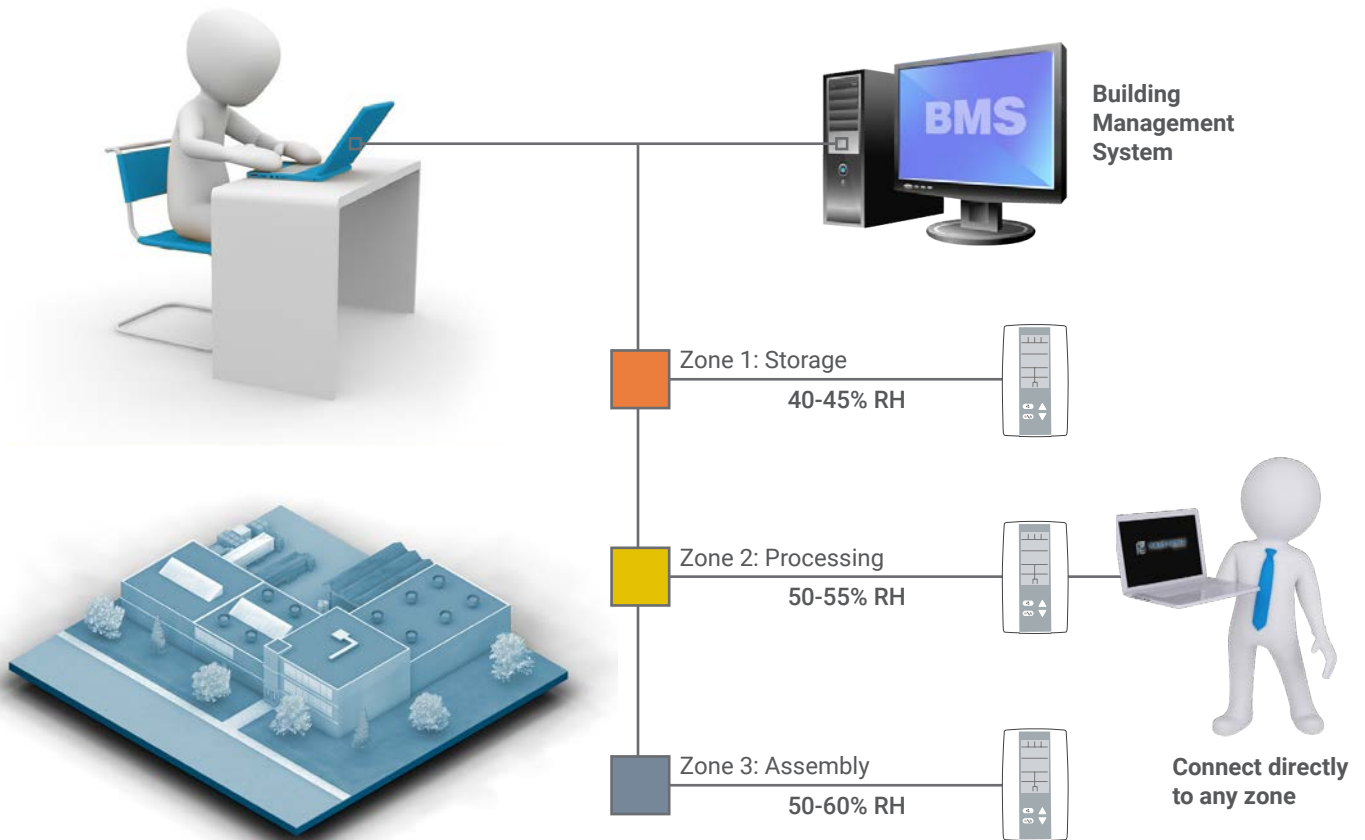 BMS
Building
Management
System
Zone 1: Storage
40-45% RH
Zone 2: Processing
50-55% RH
Zone 3: Assembly
50-60% RH
Connect directly
to any zone